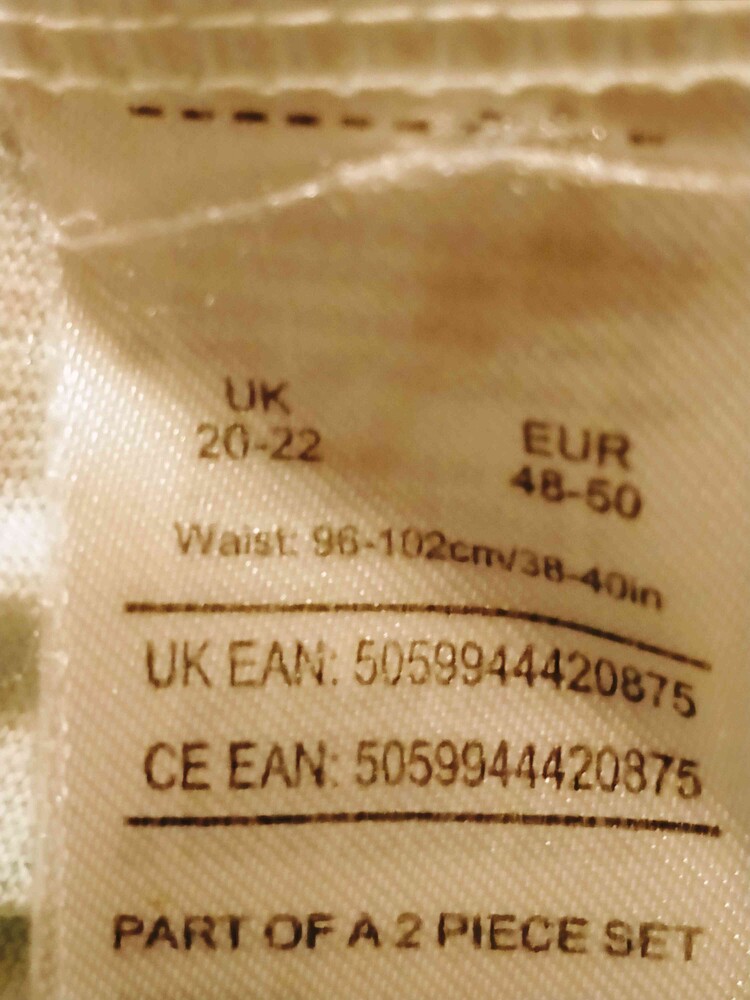 UK
20-22
EUR
48-50
Waist: 96-102cm/38-40in
UK EAN: 5059944420875
CE EAN: 5059944420875
PART OF A 2 PIECE SET